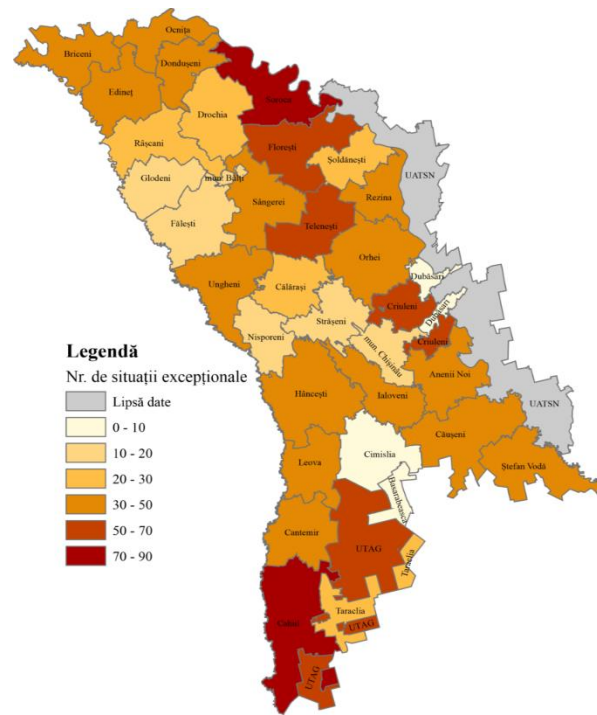 Ocnița
Briceni
Dondușeni
Edineț
Soroca
Drochia
Florești
Râșcani
Șoldănești
UATSN
Glodeni
mun. Bălți
Rezina
Sângerei
Fălești
Telenești
Orhei
Dubăsari
Ungheni
Călărași
Criuleni
Dubăsari
Strășeni
Criuleni
Nisporeni
mun. Chișinău
Anenii Noi
UATSN
Hâncești
Ialoveni
Căușeni
Cimislia
Leova
Ștefan Vodă
Basarabeasca
Cantemir
UTAG
Taraclia
Cahul
Taraclia
UTAG
UTAG
Legendă
Nr. de situații excepționale
Lipsă date
0 - 10
10 - 20
20 - 30
30 - 50
50 - 70
70 - 90